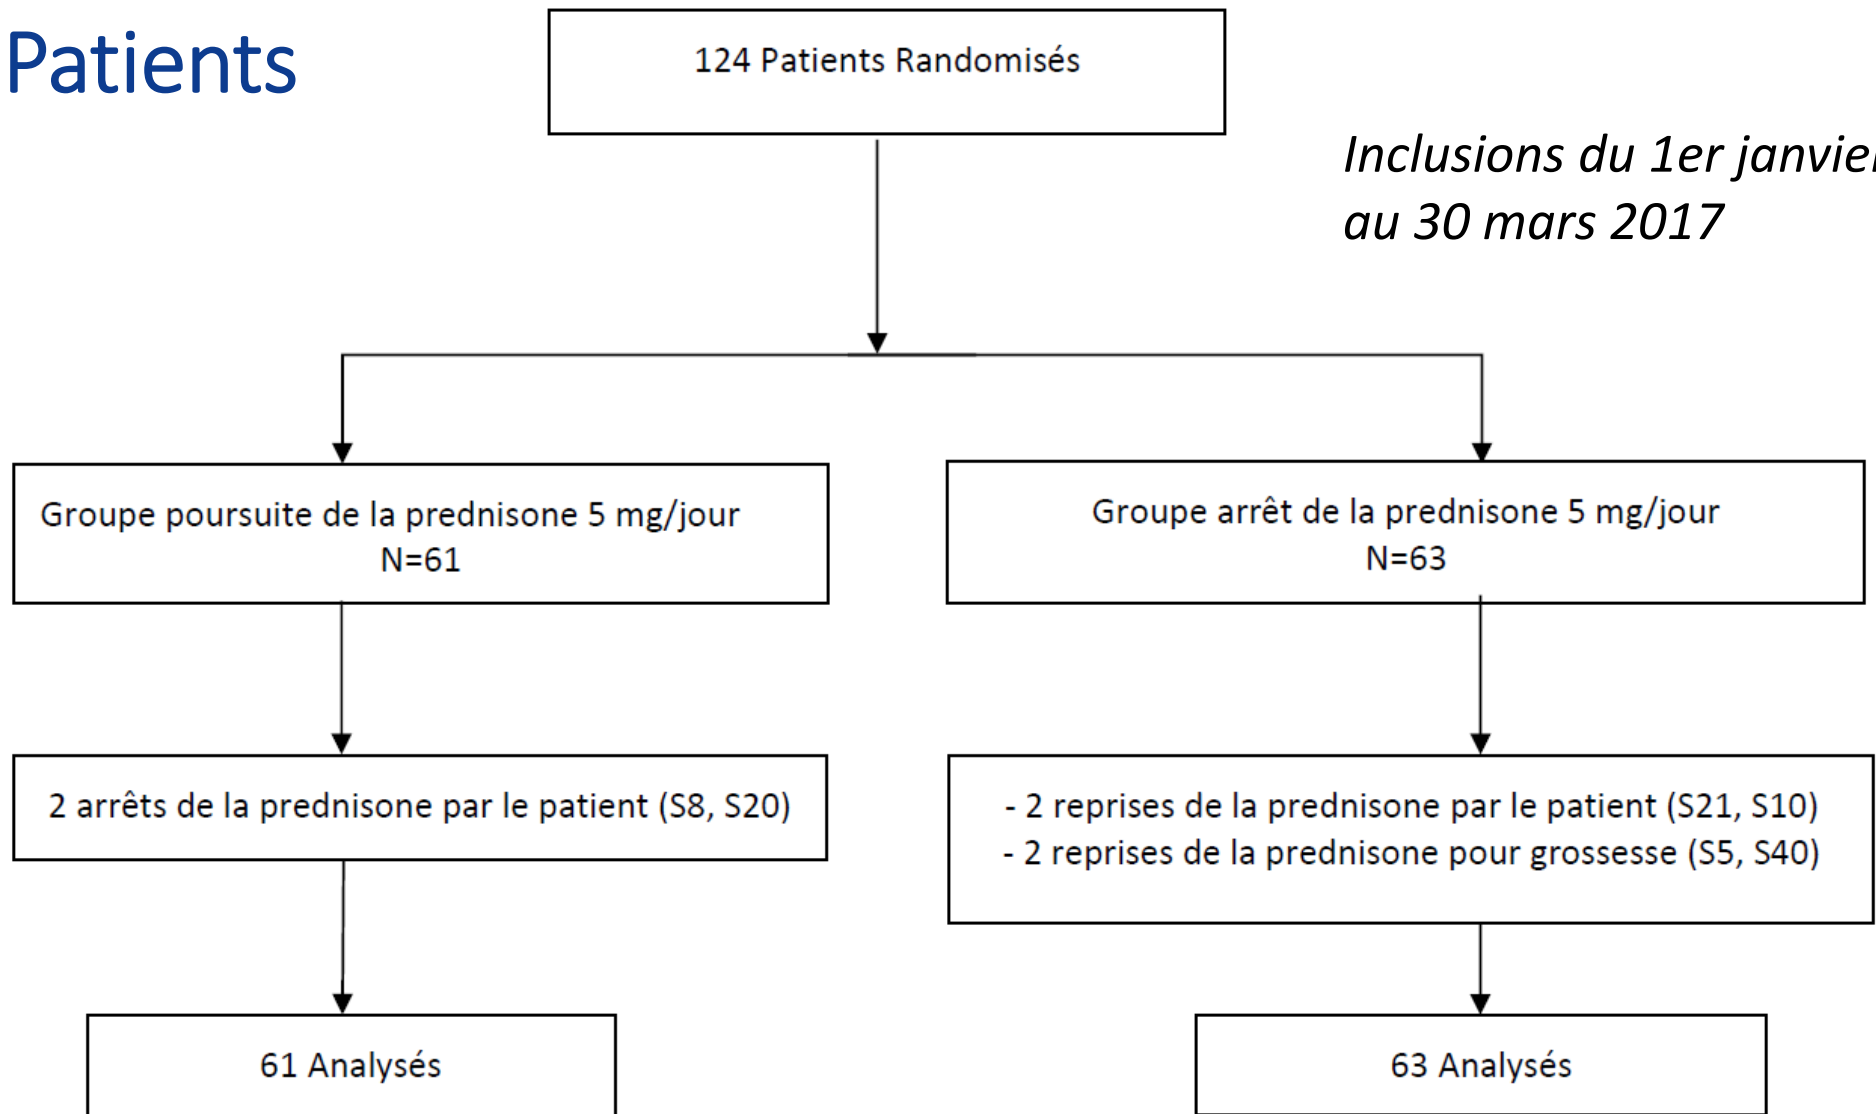 Patients
124 Patients Randomisés
Inclusions du 1er janvier
au 30 mars 2017
Groupe poursuite de la prednisone 5 mg/jour
N=61
Groupe arrêt de la prednisone 5 mg/jour
N=63
2 arrêts de la prednisone par le patient (S8, S20)
- 2 reprises de la prednisone par le patient (S21, S10)
- 2 reprises de la prednisone pour grossesse (S5, S40)
61 Analysés
63 Analysés